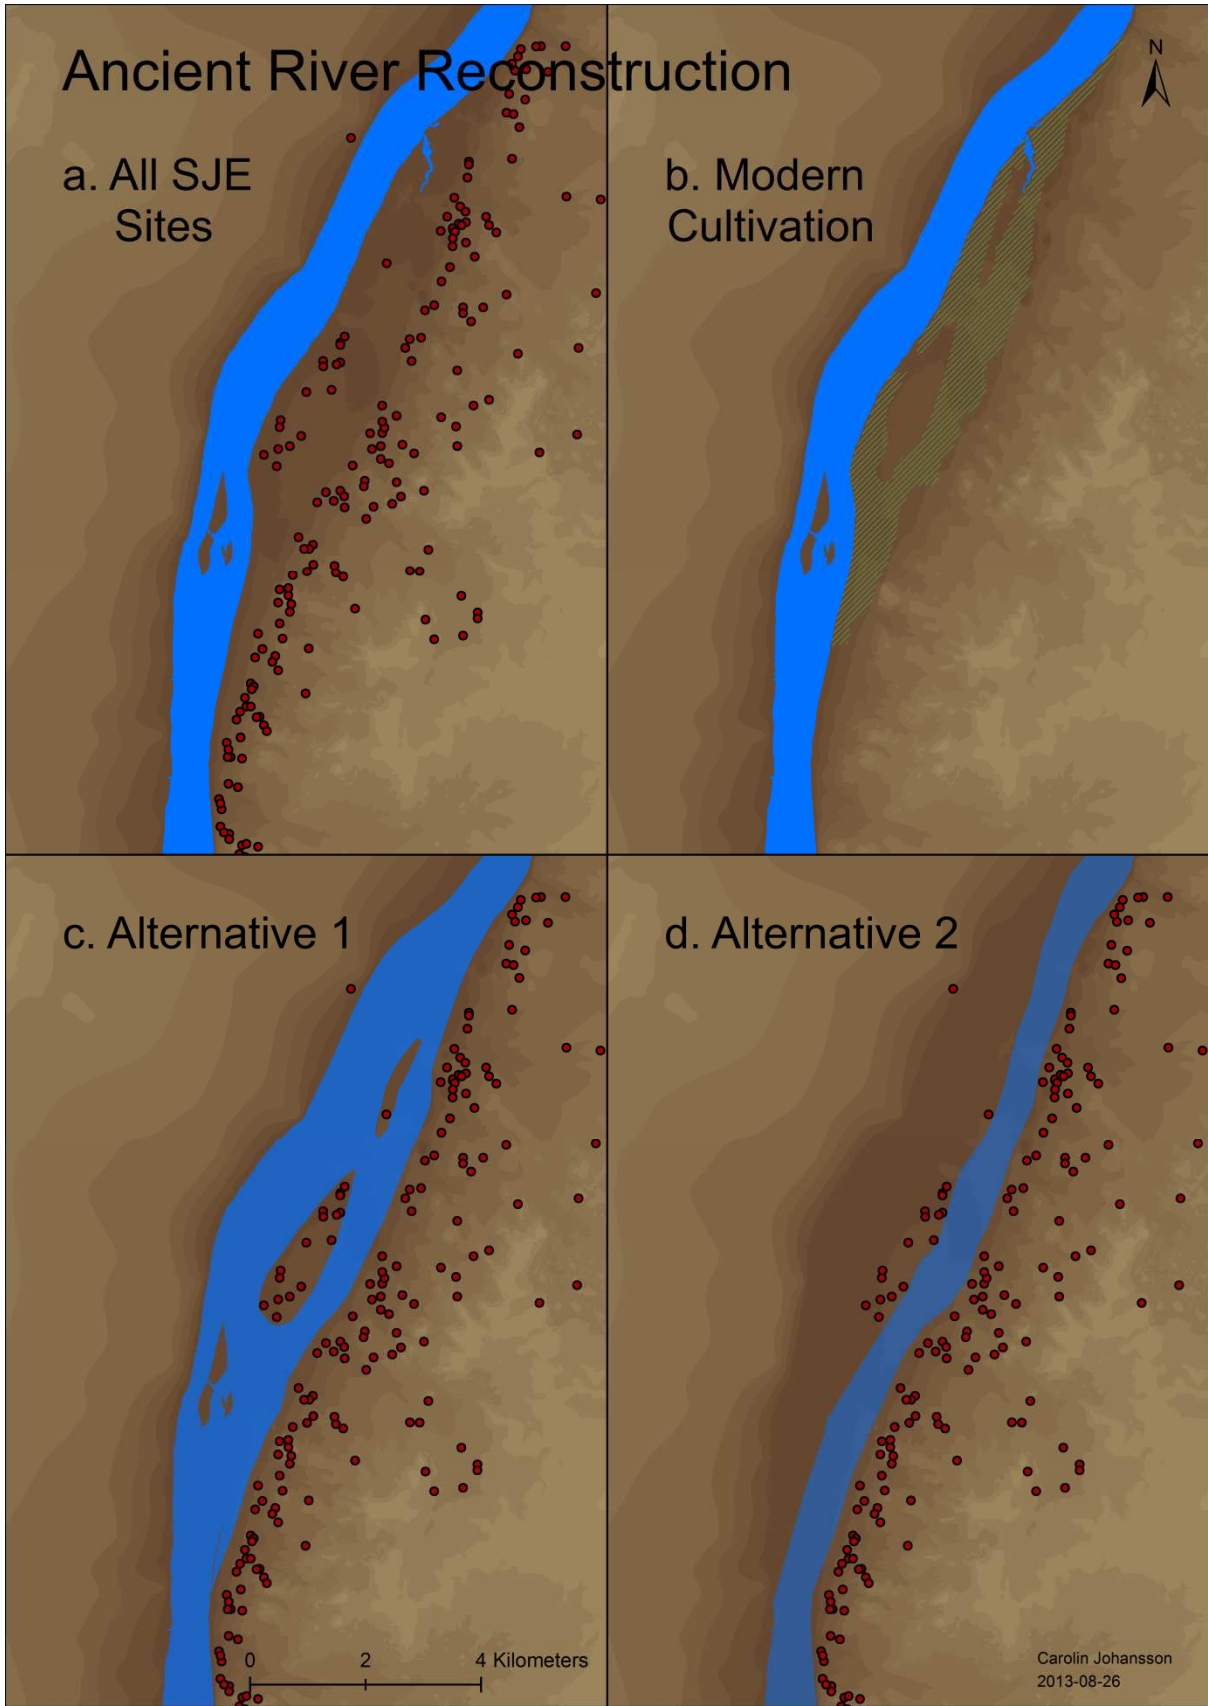 Ancient River Reconstruction
N
a. All SJE
Sites
b. Modern
Cultivation
c. Alternative 1
d. Alternative 2
0 2 4 Kilometers
Carolin Johansson
2013-08-26